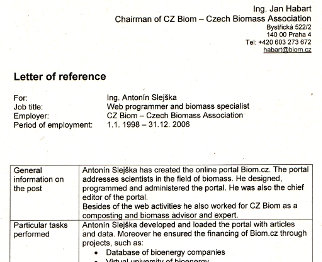 Ing. Jan Habart
Chairman of CZ Biom – Czech Biomass Association
Bystřická 522/2
140 00 Praha 4
Tel: +420 603 273 672
habart@biom.cz
Letter of reference
For: Ing. Antonín Slejška
Job title: Web programmer and biomass specialist
Employer: CZ Biom – Czech Biomass Association
Period of employment: 1.1. 1998 – 31.12. 2006
General information on the post
Antonín Slejška has created the online portal Biom.cz. The portal
addresses scientists in the field of biomass. He designed,
programmed and administered the portal. He was also the chief
editor of the portal.
Besides of the web activities he also worked for CZ Biom as a
composting and biomass advisor and expert.
Particular tasks performed
Antonín Slejška developed and loaded the portal with articles
and data. Moreover he ensured the financing of Biom.cz through
projects, such as:
• Database of bioenergy companies
• Virtual university of bioenergy